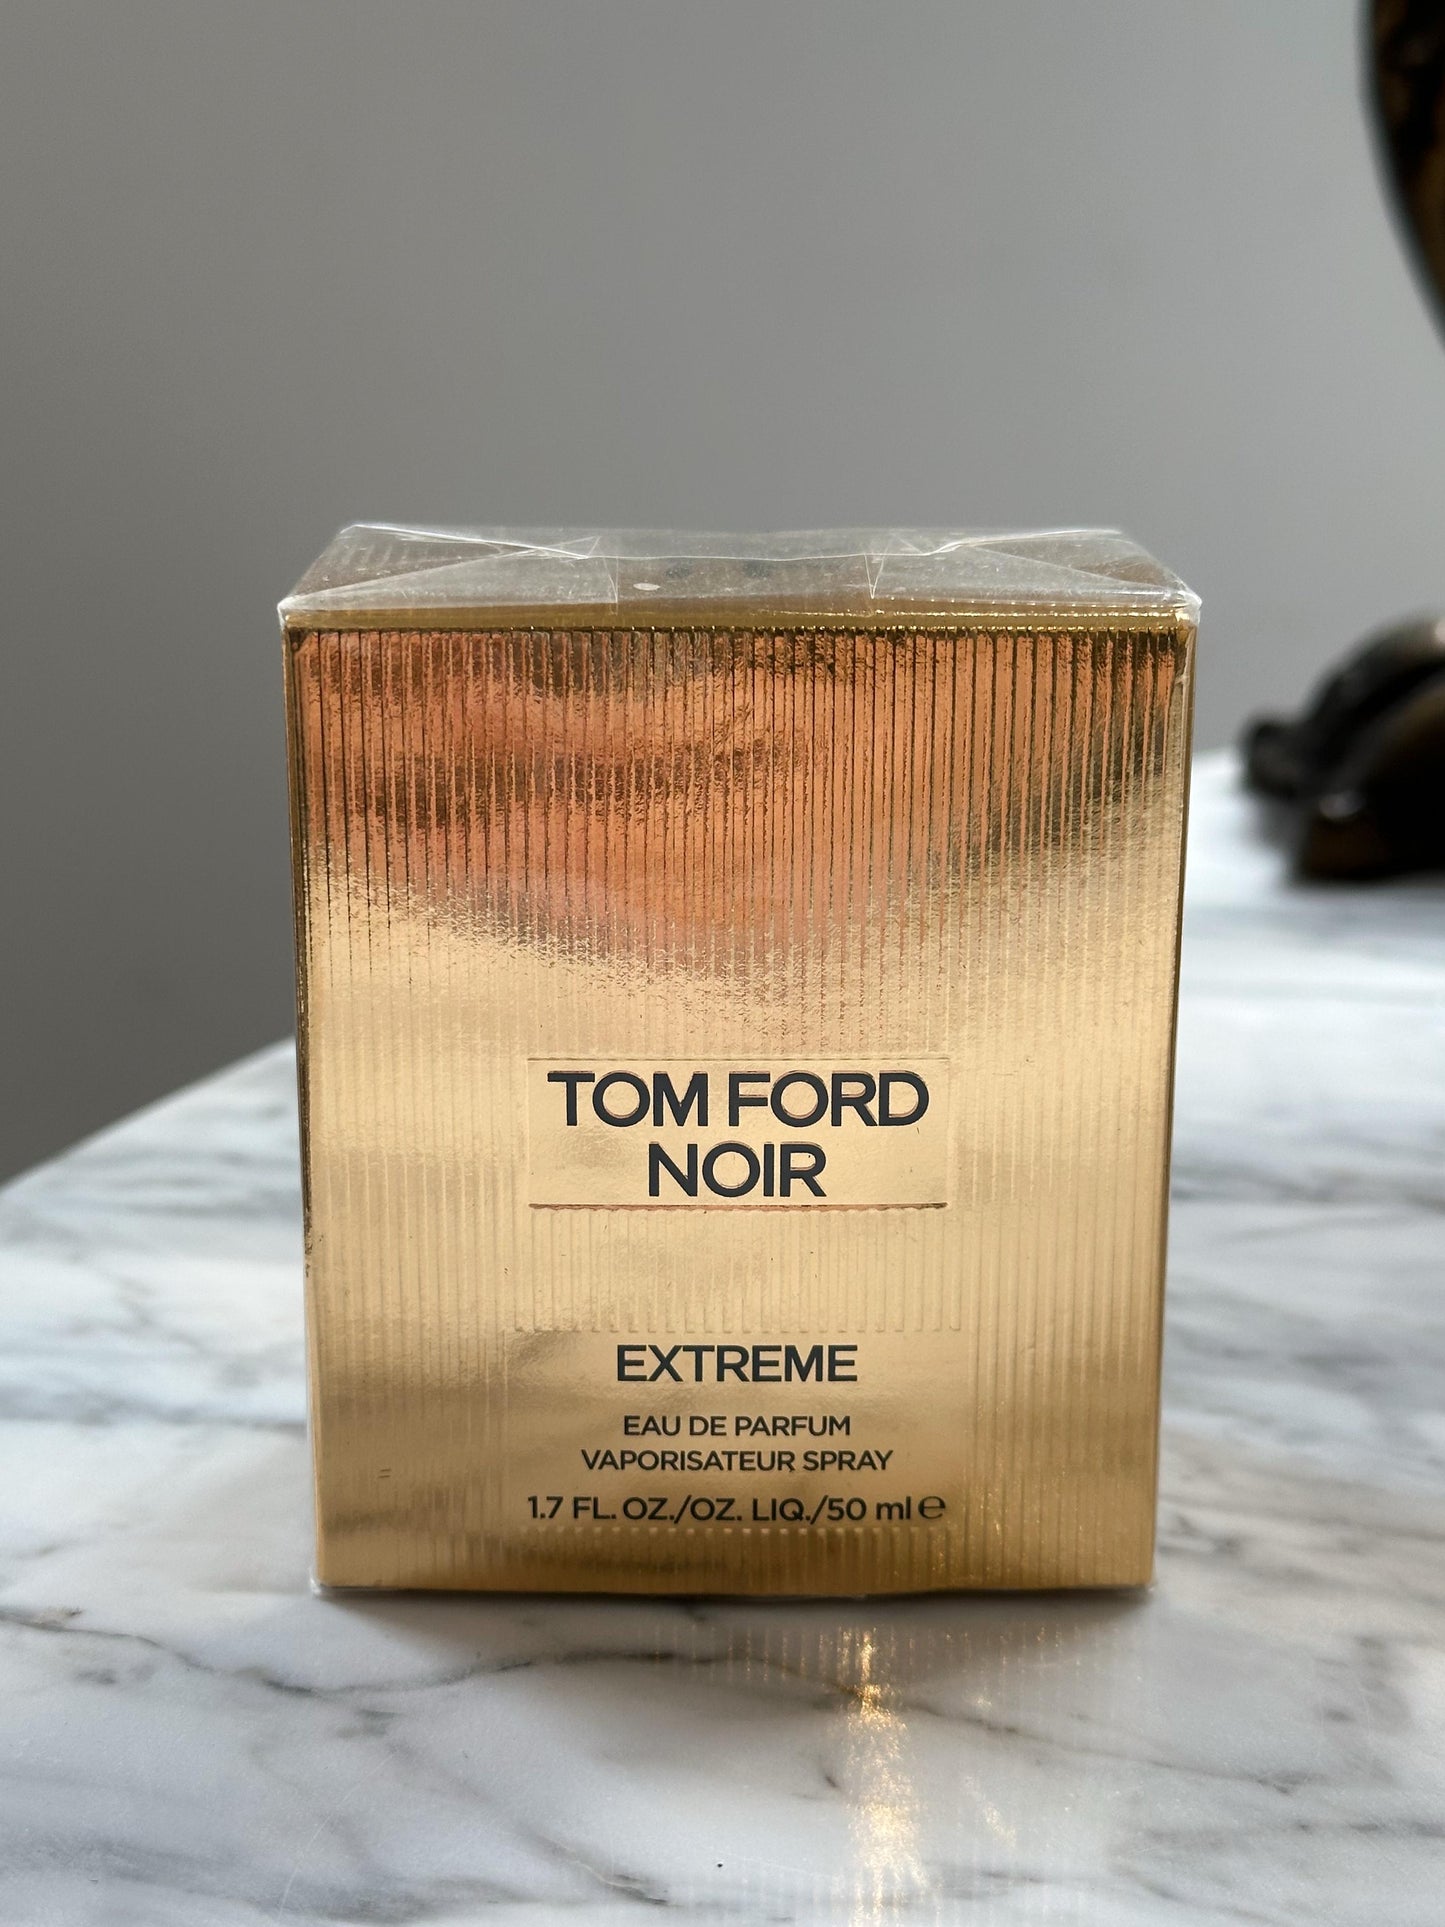 TOM FORD
NOIR
EXTREME
EAU DE PARFUM
VAPORISATEUR SPRAY
1.7 FL. OZ./OZ. LIQ./50 ml ℮